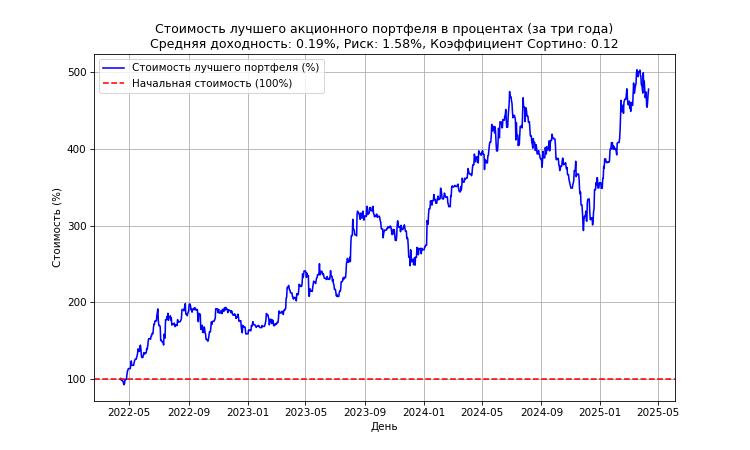 Стоимость лучшего акционного портфеля в процентах (за три года)
Средняя доходность: 0.19%, Риск: 1.58%, Коэффициент Сортино: 0.12
Стоимость лучшего портфеля (%)
Начальная стоимость (100%)
Стоимость (%)
500
400
300
200
100
2022-05
2022-09
2023-01
2023-05
2023-09
2024-01
2024-05
2024-09
2025-01
2025-05
День